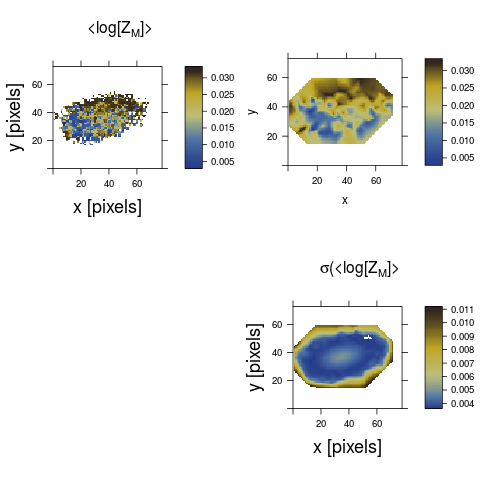 <log[Z_M]>
60
40
20
y [pixels]
20 40 60
x [pixels]
0.030
0.025
0.020
0.015
0.010
0.005
60
40
20
y
20 40 60
x
0.030
0.025
0.020
0.015
0.010
0.005
σ(<log[Z_M]>
60
40
20
y [pixels]
20 40 60
x [pixels]
0.011
0.010
0.009
0.008
0.007
0.006
0.005
0.004